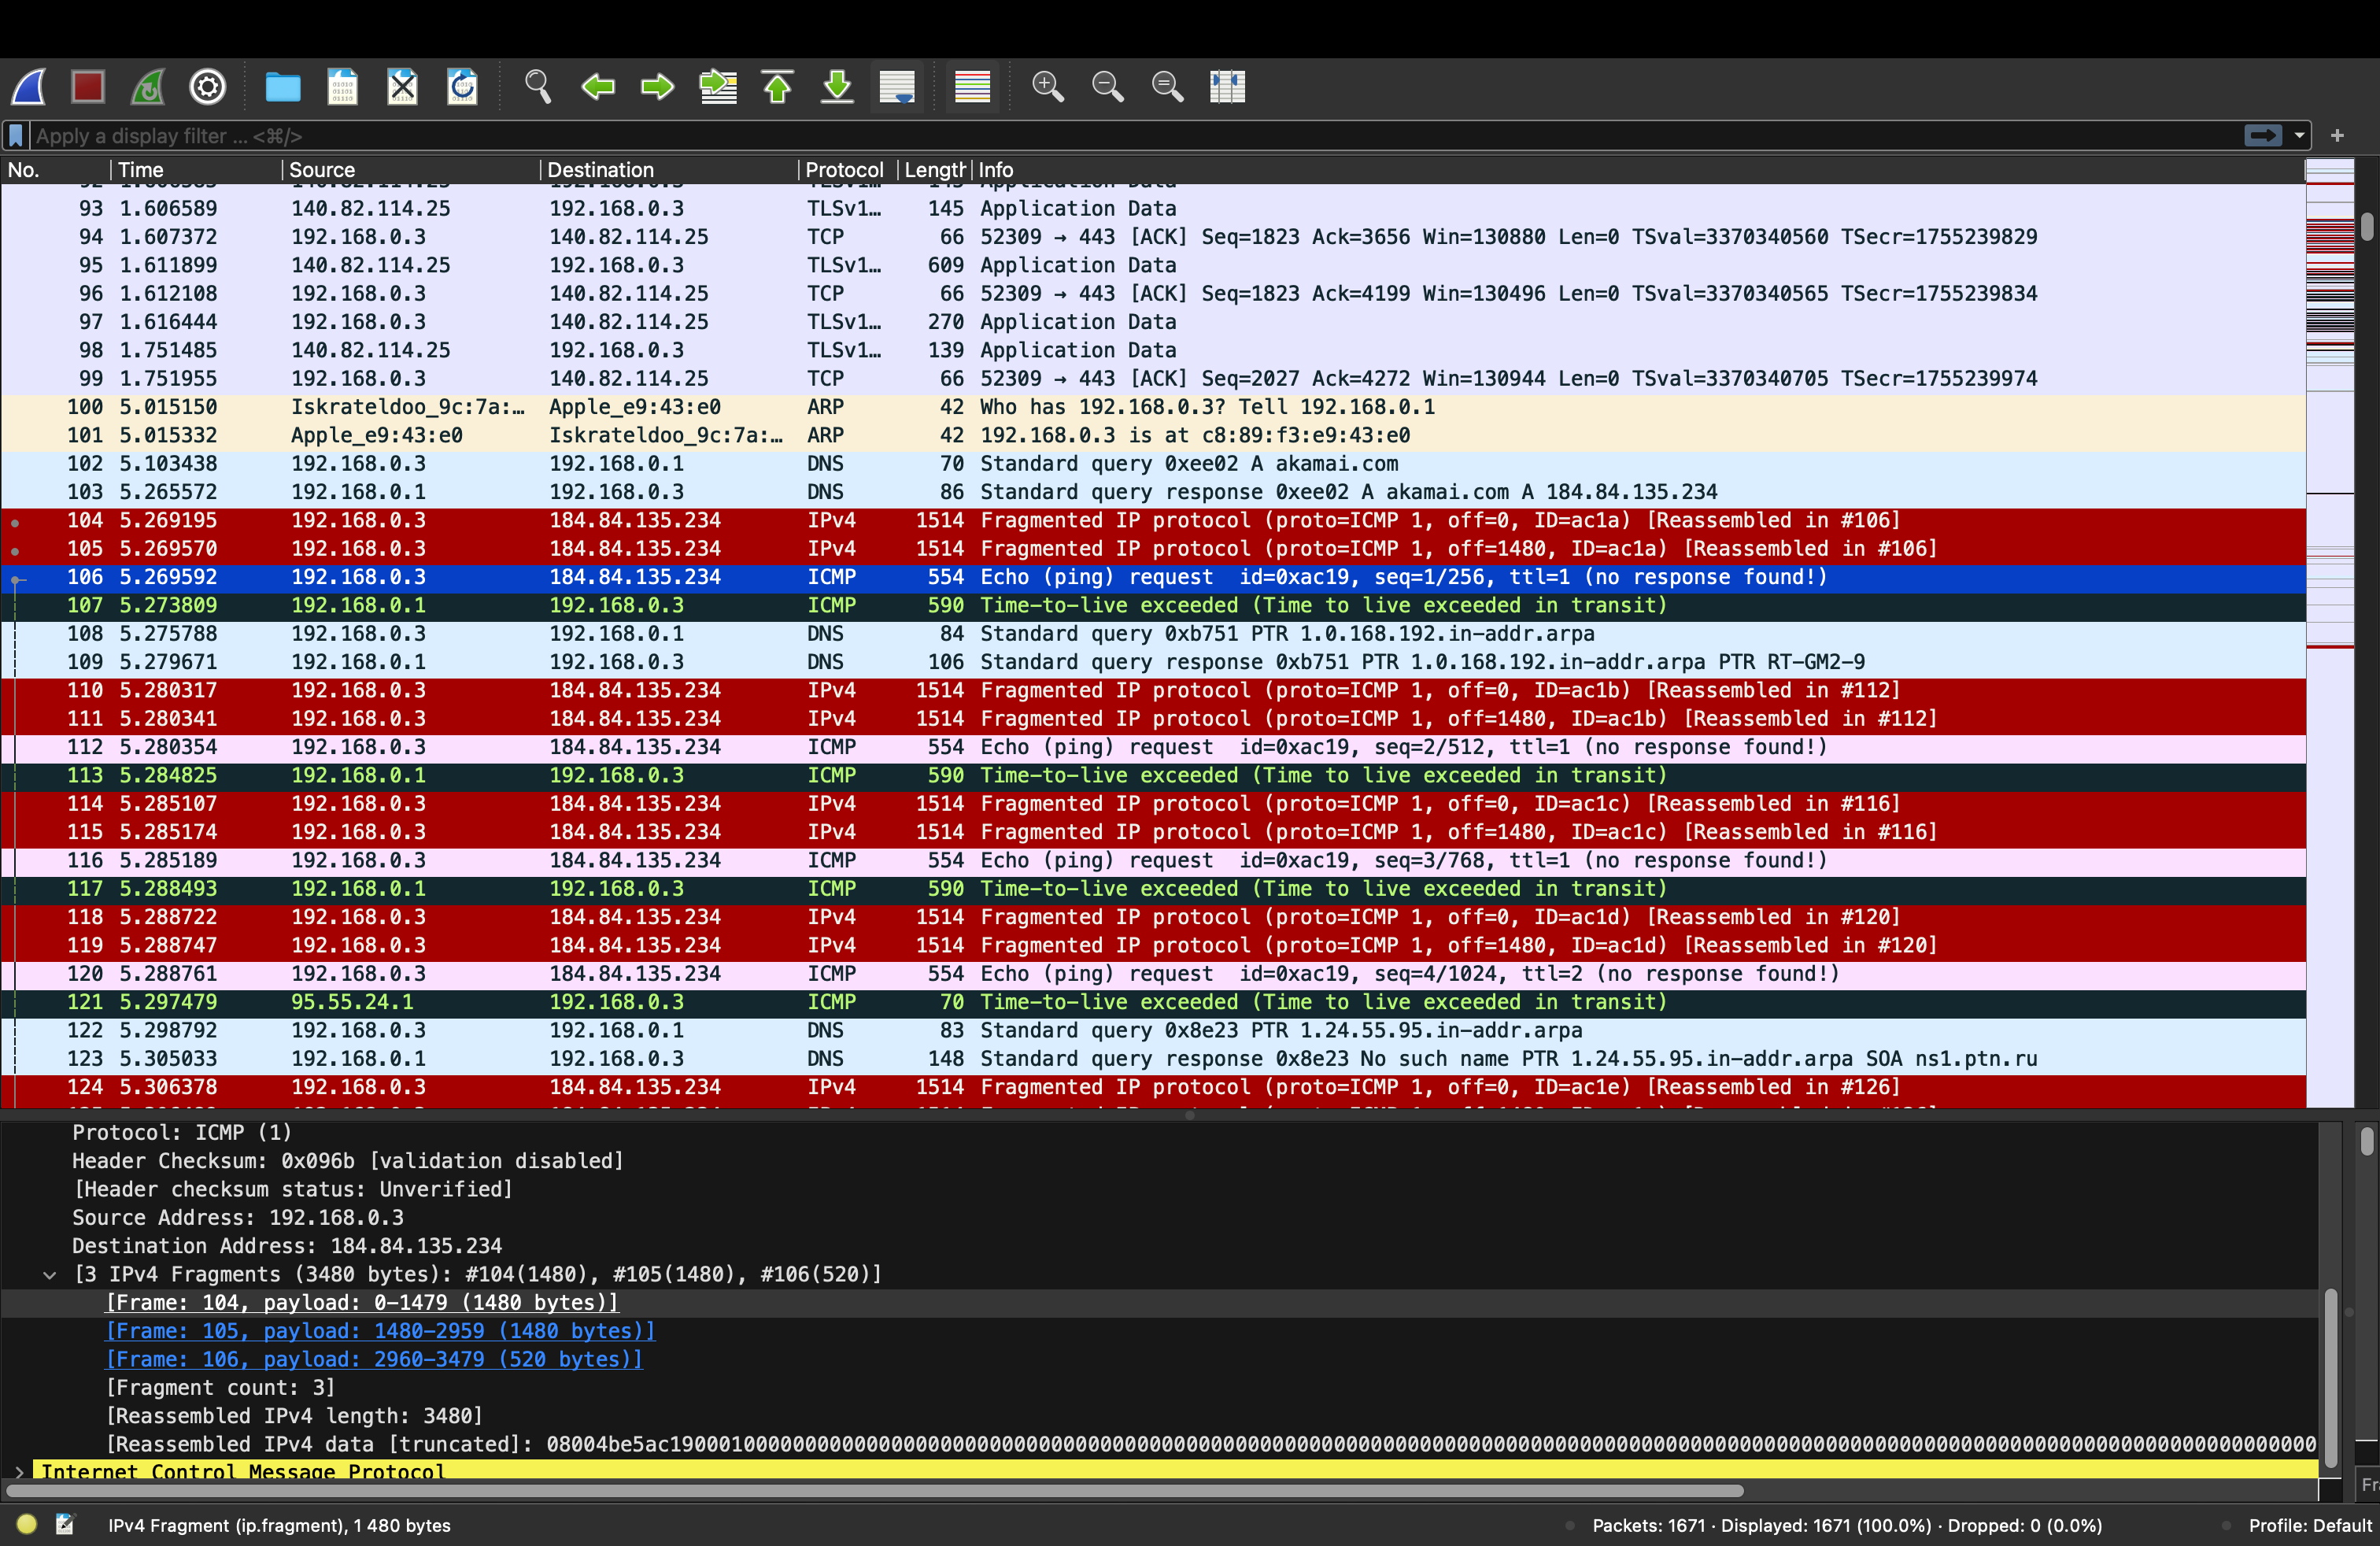 Apply a display filter ... <⌘/>
No. Time Source Destination Protocol Length Info
93 1.606589 140.82.114.25 192.168.0.3 TLSv1… 145 Application Data
94 1.607372 192.168.0.3 140.82.114.25 TCP 66 52309 → 443 [ACK] Seq=1823 Ack=3656 Win=130880 Len=0 TSval=3370340560 TSecr=1755239829
95 1.611899 140.82.114.25 192.168.0.3 TLSv1… 609 Application Data
96 1.612108 192.168.0.3 140.82.114.25 TCP 66 52309 → 443 [ACK] Seq=1823 Ack=4199 Win=130496 Len=0 TSval=3370340565 TSecr=1755239834
97 1.616444 192.168.0.3 140.82.114.25 TLSv1… 270 Application Data
98 1.751485 140.82.114.25 192.168.0.3 TLSv1… 139 Application Data
99 1.751955 192.168.0.3 140.82.114.25 TCP 66 52309 → 443 [ACK] Seq=2027 Ack=4272 Win=130944 Len=0 TSval=3370340705 TSecr=1755239974
100 5.015150 Iskrateldoo_9c:7a:… Apple_e9:43:e0 ARP 42 Who has 192.168.0.3? Tell 192.168.0.1
101 5.015332 Apple_e9:43:e0 Iskrateldoo_9c:7a:… ARP 42 192.168.0.3 is at c8:89:f3:e9:43:e0
102 5.103438 192.168.0.3 192.168.0.1 DNS 70 Standard query 0xee02 A akamai.com
103 5.265572 192.168.0.1 192.168.0.3 DNS 86 Standard query response 0xee02 A akamai.com A 184.84.135.234
104 5.269195 192.168.0.3 184.84.135.234 IPv4 1514 Fragmented IP protocol (proto=ICMP 1, off=0, ID=ac1a) [Reassembled in #106]
105 5.269570 192.168.0.3 184.84.135.234 IPv4 1514 Fragmented IP protocol (proto=ICMP 1, off=1480, ID=ac1a) [Reassembled in #106]
106 5.269592 192.168.0.3 184.84.135.234 ICMP 554 Echo (ping) request id=0xac19, seq=1/256, ttl=1 (no response found!)
107 5.273809 192.168.0.1 192.168.0.3 ICMP 590 Time-to-live exceeded (Time to live exceeded in transit)
108 5.275788 192.168.0.3 192.168.0.1 DNS 84 Standard query 0xb751 PTR 1.0.168.192.in-addr.arpa
109 5.279671 192.168.0.1 192.168.0.3 DNS 106 Standard query response 0xb751 PTR 1.0.168.192.in-addr.arpa PTR RT-GM2-9
110 5.280317 192.168.0.3 184.84.135.234 IPv4 1514 Fragmented IP protocol (proto=ICMP 1, off=0, ID=ac1b) [Reassembled in #112]
111 5.280341 192.168.0.3 184.84.135.234 IPv4 1514 Fragmented IP protocol (proto=ICMP 1, off=1480, ID=ac1b) [Reassembled in #112]
112 5.280354 192.168.0.3 184.84.135.234 ICMP 554 Echo (ping) request id=0xac19, seq=2/512, ttl=1 (no response found!)
113 5.284825 192.168.0.1 192.168.0.3 ICMP 590 Time-to-live exceeded (Time to live exceeded in transit)
114 5.285107 192.168.0.3 184.84.135.234 IPv4 1514 Fragmented IP protocol (proto=ICMP 1, off=0, ID=ac1c) [Reassembled in #116]
115 5.285174 192.168.0.3 184.84.135.234 IPv4 1514 Fragmented IP protocol (proto=ICMP 1, off=1480, ID=ac1c) [Reassembled in #116]
116 5.285189 192.168.0.3 184.84.135.234 ICMP 554 Echo (ping) request id=0xac19, seq=3/768, ttl=1 (no response found!)
117 5.288493 192.168.0.1 192.168.0.3 ICMP 590 Time-to-live exceeded (Time to live exceeded in transit)
118 5.288722 192.168.0.3 184.84.135.234 IPv4 1514 Fragmented IP protocol (proto=ICMP 1, off=0, ID=ac1d) [Reassembled in #120]
119 5.288747 192.168.0.3 184.84.135.234 IPv4 1514 Fragmented IP protocol (proto=ICMP 1, off=1480, ID=ac1d) [Reassembled in #120]
120 5.288761 192.168.0.3 184.84.135.234 ICMP 554 Echo (ping) request id=0xac19, seq=4/1024, ttl=2 (no response found!)
121 5.297479 95.55.24.1 192.168.0.3 ICMP 70 Time-to-live exceeded (Time to live exceeded in transit)
122 5.298792 192.168.0.3 192.168.0.1 DNS 83 Standard query 0x8e23 PTR 1.24.55.95.in-addr.arpa
123 5.305033 192.168.0.1 192.168.0.3 DNS 148 Standard query response 0x8e23 No such name PTR 1.24.55.95.in-addr.arpa SOA ns1.ptn.ru
124 5.306378 192.168.0.3 184.84.135.234 IPv4 1514 Fragmented IP protocol (proto=ICMP 1, off=0, ID=ac1e) [Reassembled in #126]
Protocol: ICMP (1)
Header Checksum: 0x096b [validation disabled]
[Header checksum status: Unverified]
Source Address: 192.168.0.3
Destination Address: 184.84.135.234
[3 IPv4 Fragments (3480 bytes): #104(1480), #105(1480), #106(520)]
[Frame: 104, payload: 0-1479 (1480 bytes)]
[Frame: 105, payload: 1480-2959 (1480 bytes)]
[Frame: 106, payload: 2960-3479 (520 bytes)]
[Fragment count: 3]
[Reassembled IPv4 length: 3480]
[Reassembled IPv4 data [truncated]:
Internet Control Message Protocol
IPv4 Fragment (ip.fragment), 1 480 bytes Packets: 1671 · Displayed: 1671 (100.0%) · Dropped: 0 (0.0%) Profile: Default